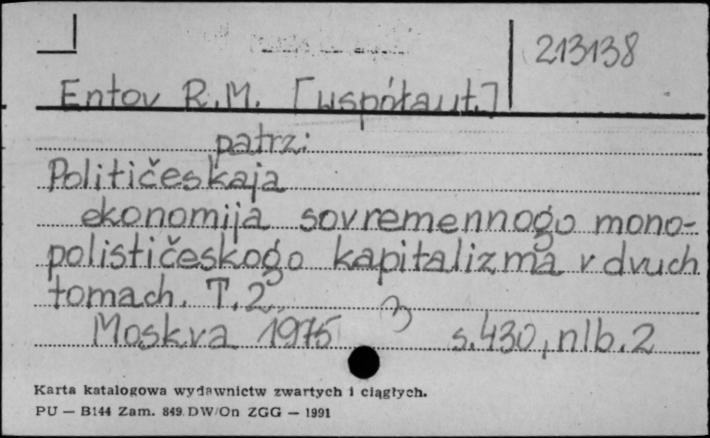 213138
Entov R.M. [współaut.]
patrz:
Političeskaja
ekonomija sovremennogo mono-
polističeskogo kapitalizma v dvuch
tomach. T.2
Moskva 1975 s.430, nlb.2
Karta katalogowa wydawnictw zwartych i ciągłych.
PU — B144 Zam. 849 DW/On ZGG — 1991